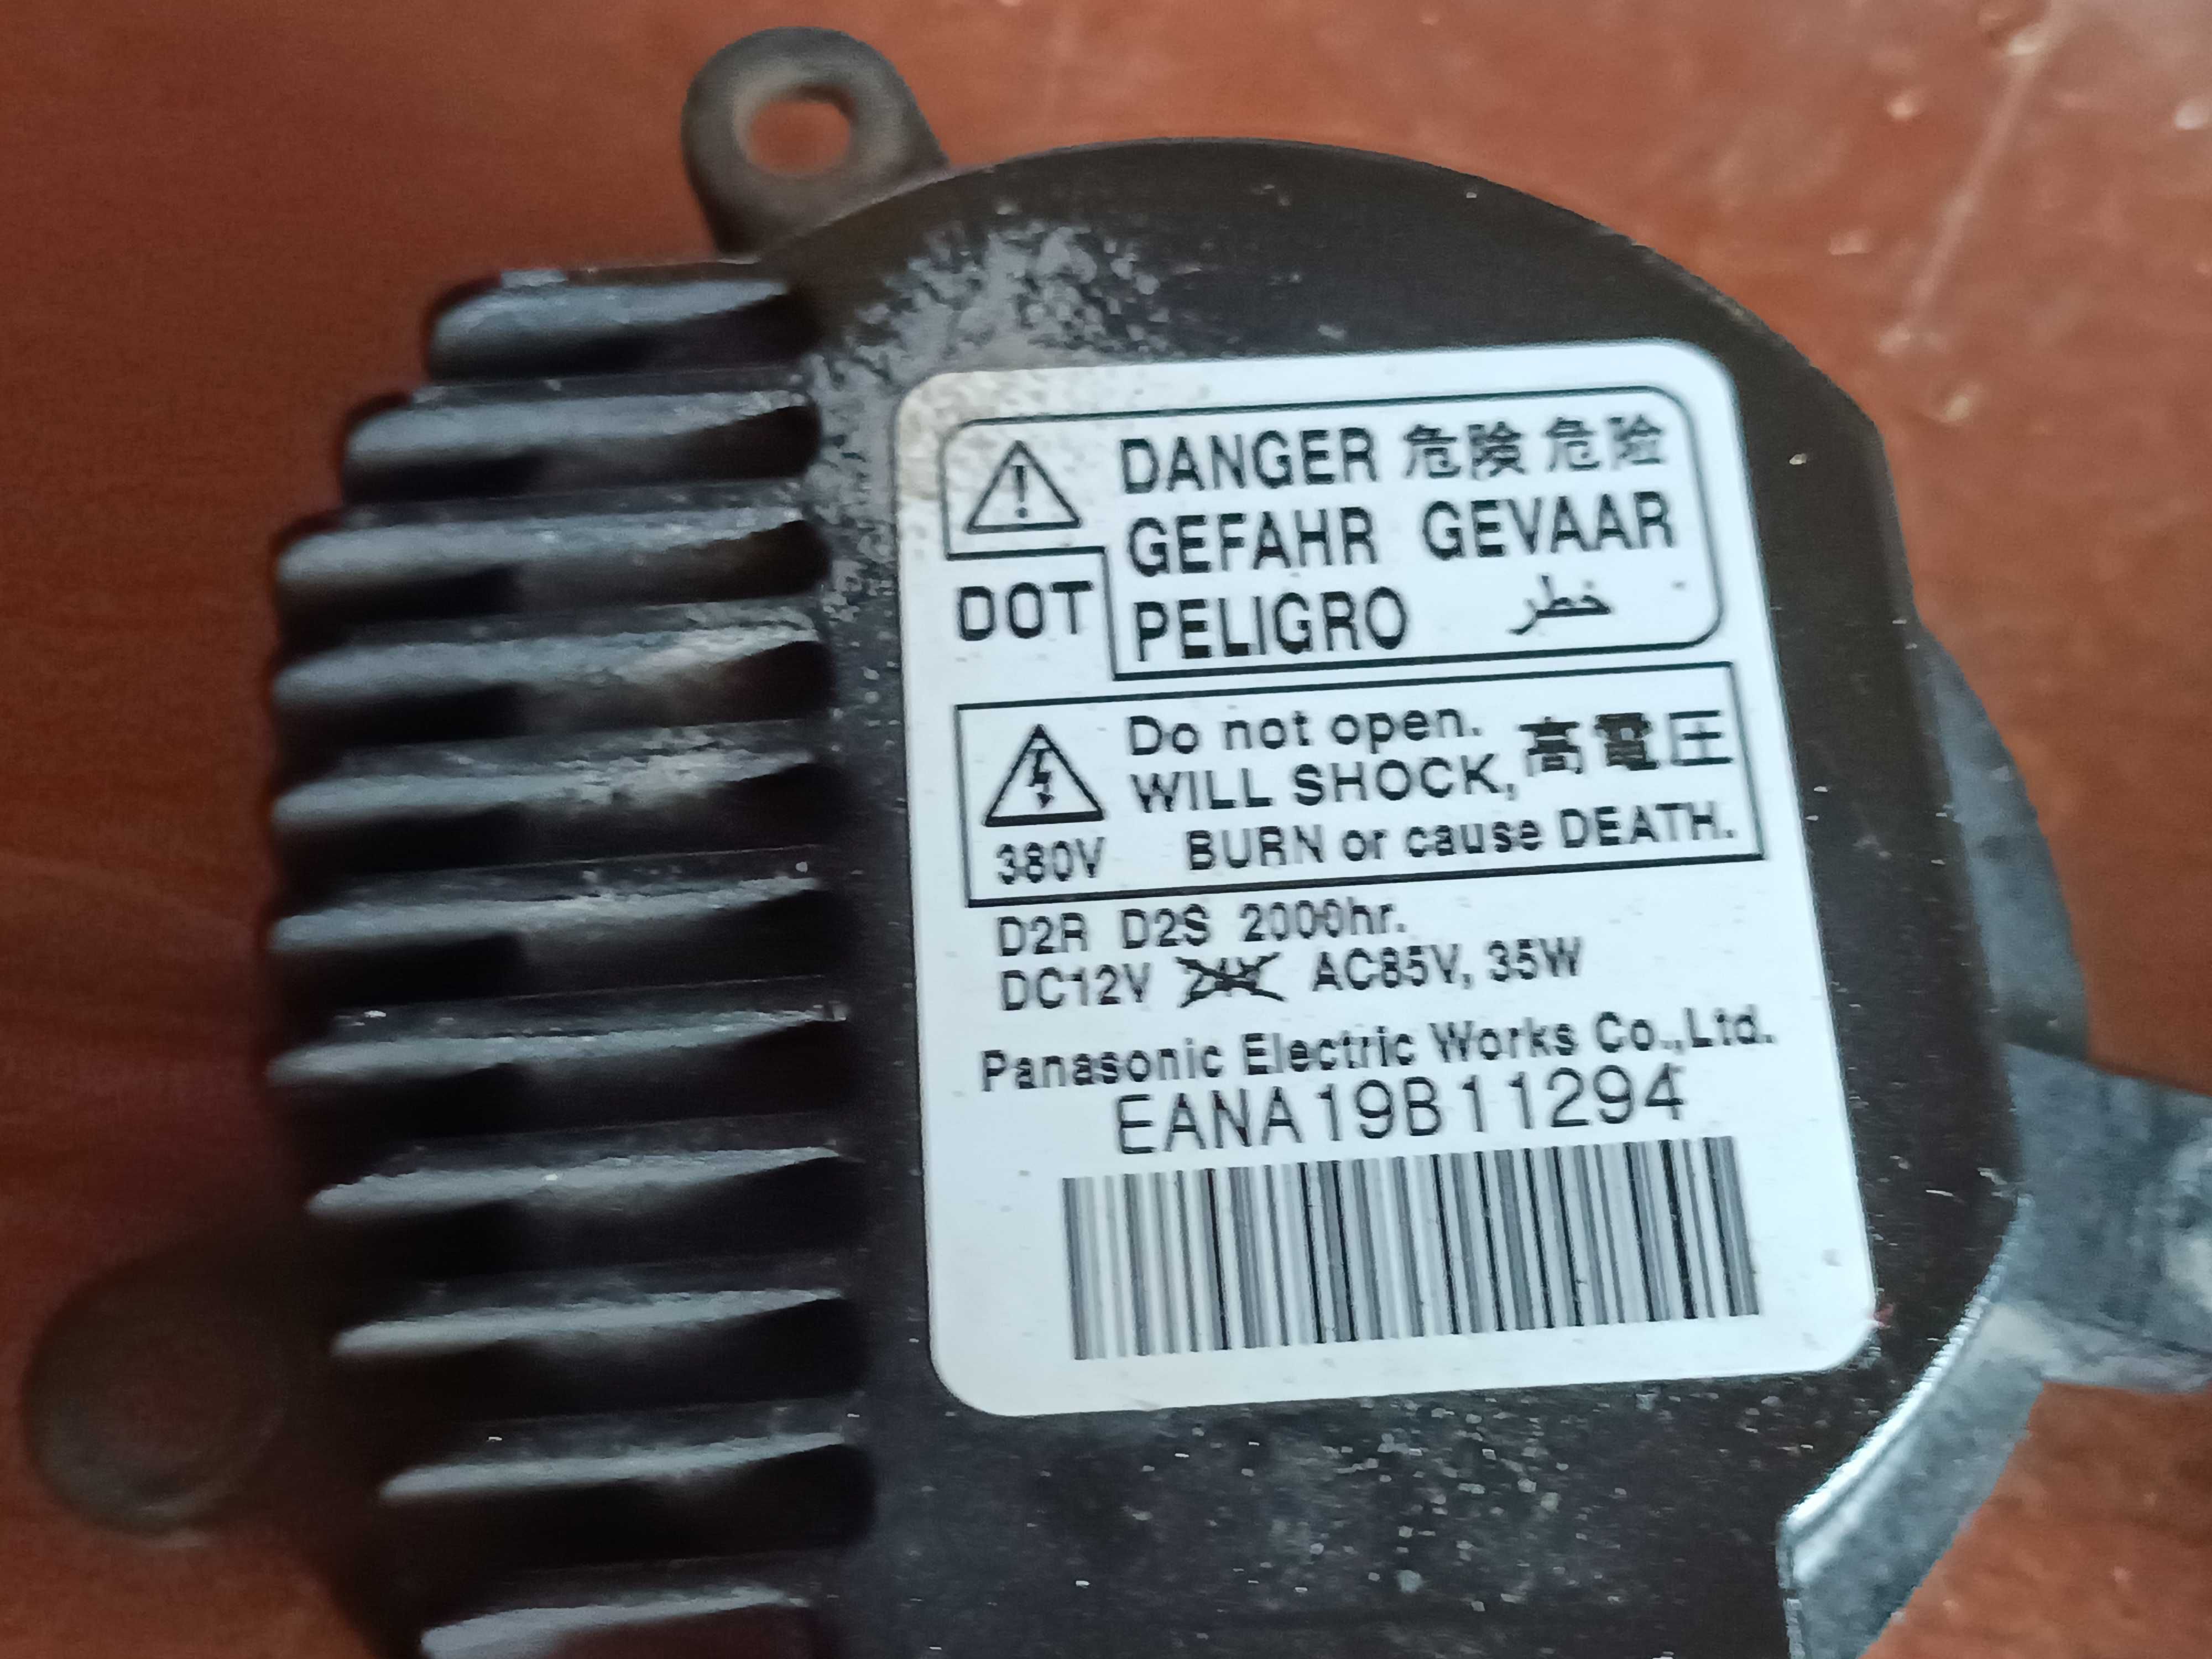 DANGER 危険 危险
GEFAHR GEVAAR
DOT PELIGRO خطر
Do not open.
WILL SHOCK, 高電圧
380V BURN or cause DEATH.
D2R D2S 2000hr.
DC12V 24V AC85V, 35W
Panasonic Electric Works Co.,Ltd.
EANA19B11294